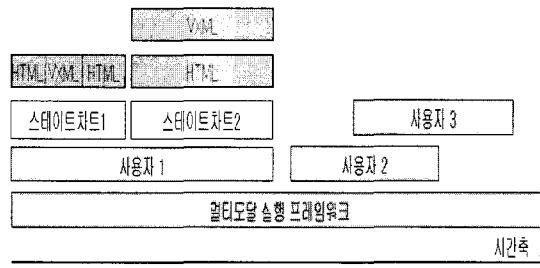 VXML
HTML VXML HTML HTML
스테이트차트1 스테이트차트2 사용자 3
사용자 1 사용자 2
멀티모달 실행 프레임워크
시간축